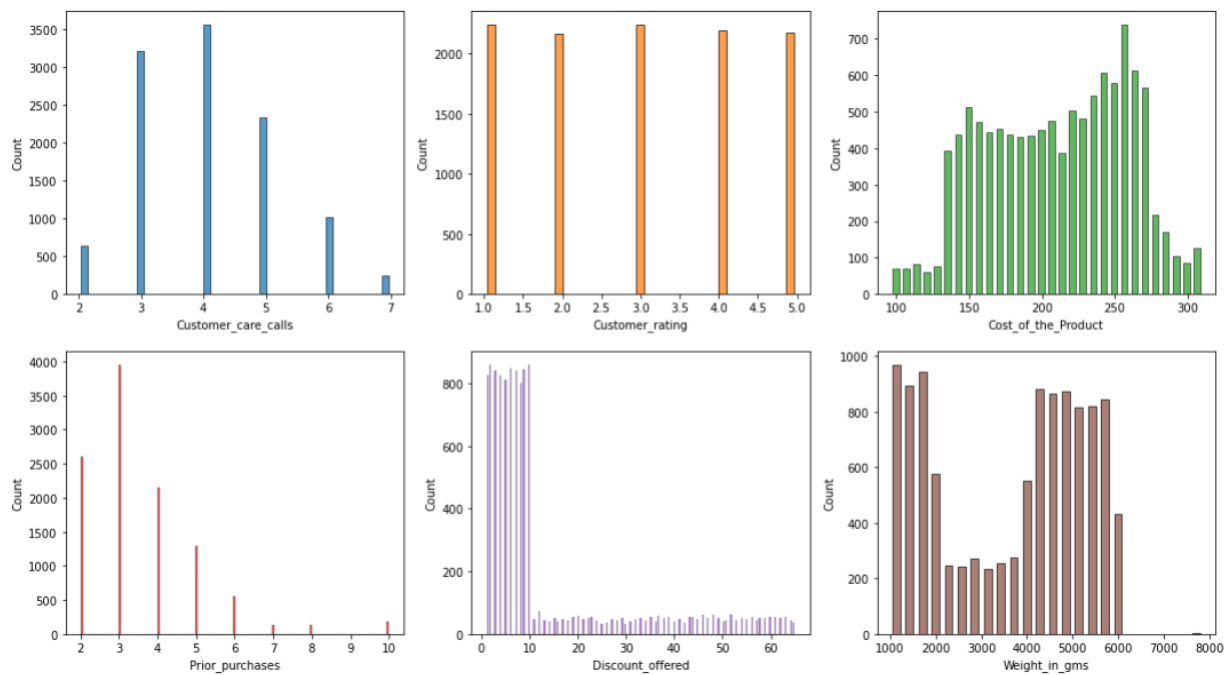 3500
3000
2500
2000
1500
1000
500
0
Count
2 3 4 5 6 7
Customer_care_calls
2000
1500
1000
500
0
Count
1.0 1.5 2.0 2.5 3.0 3.5 4.0 4.5 5.0
Customer_rating
700
600
500
400
300
200
100
0
Count
100 150 200 250 300
Cost_of_the_Product
4000
3500
3000
2500
2000
1500
1000
500
0
Count
2 3 4 5 6 7 8 9 10
Prior_purchases
800
600
400
200
0
Count
0 10 20 30 40 50 60
Discount_offered
1000
800
600
400
200
0
Count
1000 2000 3000 4000 5000 6000 7000 8000
Weight_in_gms